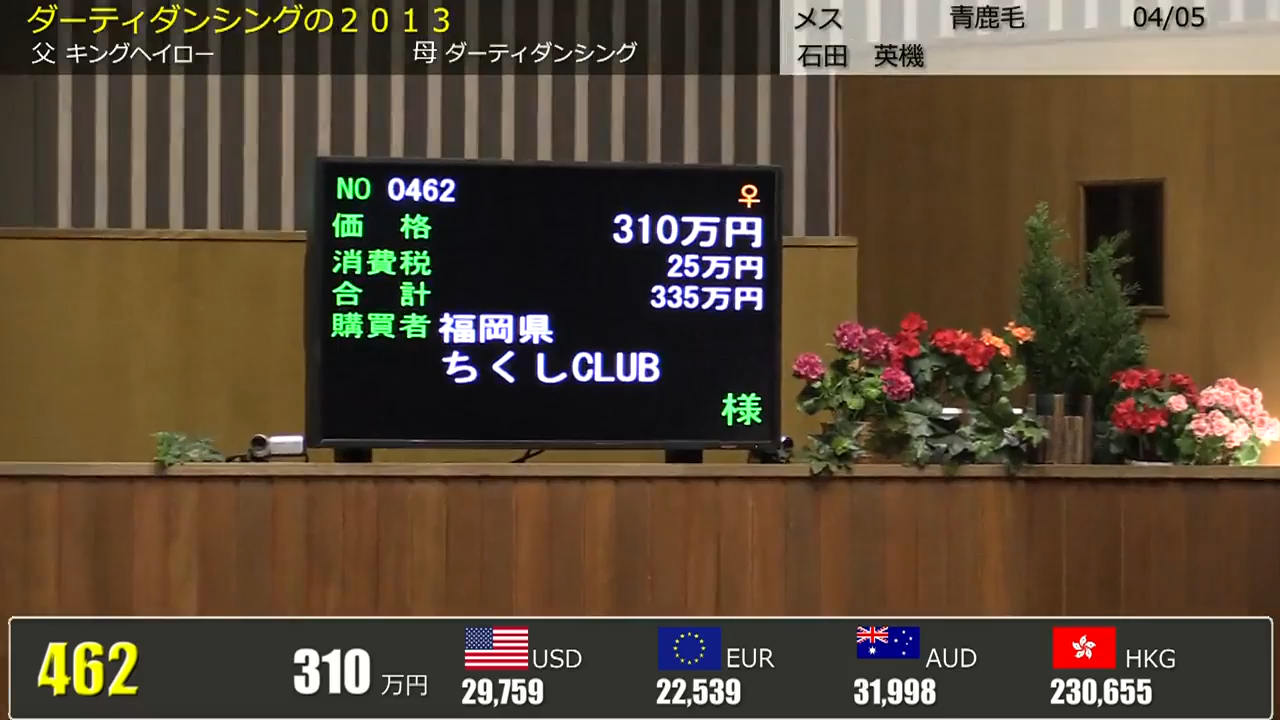 ダーティダンシングの２０１３
父 キングヘイロー 母 ダーティダンシング
メス 青鹿毛 04/05
石田 英機
NO 0462 ♀
価 格 310万円
消費税 25万円
合 計 335万円
購買者 福岡県
ちくしCLUB
様
462 310 万円
USD 29,759
EUR 22,539
AUD 31,998
HKG 230,655